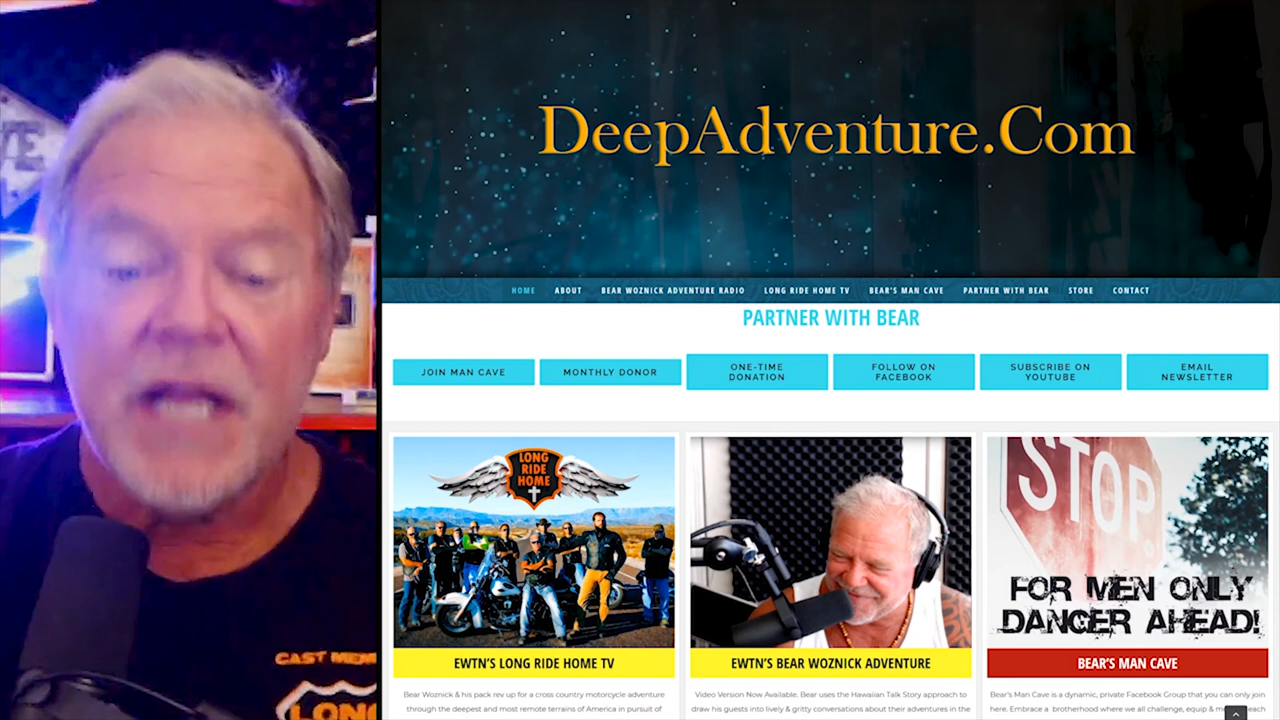 DeepAdventure.Com
HOME ABOUT BEAR WOZNICK ADVENTURE RADIO LONG RIDE HOME TV BEAR'S MAN CAVE PARTNER WITH BEAR STORE CONTACT
PARTNER WITH BEAR
JOIN MAN CAVE
MONTHLY DONOR
ONE-TIME
DONATION
FOLLOW ON
FACEBOOK
SUBSCRIBE ON
YOUTUBE
EMAIL
NEWSLETTER
LONG
RIDE
HOME
STOP
FOR MEN ONLY
DANGER AHEAD!
EWTN'S LONG RIDE HOME TV
EWTN'S BEAR WOZNICK ADVENTURE
BEAR'S MAN CAVE
Bear Woznick & his pack rev up for a cross country motorcycle adventure
through the deepest and most remote terrains of America in pursuit of
Video Version Now Available. Bear uses the Hawaiian Talk Story approach to
draw his guests into lively & gritty conversations about their adventures in the
Bear's Man Cave is a dynamic, private Facebook Group that you can only join
here. Embrace a brotherhood where we all challenge, equip & each
CAST
LONG